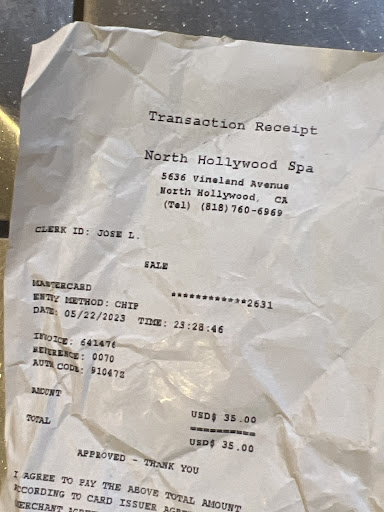 Transaction Receipt
North Hollywood Spa
5636 Vineland Avenue
North Hollywood, CA
(Tel) (818)760-6969
CLERK ID: JOSE L.
SALE
MASTERCARD
************2631
ENTRY METHOD: CHIP
DATE: 05/22/2023 TIME: 23:28:46
INVOICE: 641476
REFERENCE: 0070
AUTH CODE: 91047Z
AMOUNT
USD$ 35.00
==========
TOTAL
USD$ 35.00
APPROVED - THANK YOU
I AGREE TO PAY THE ABOVE TOTAL AMOUNT
ACCORDING TO CARD ISSUER
MERCHANT